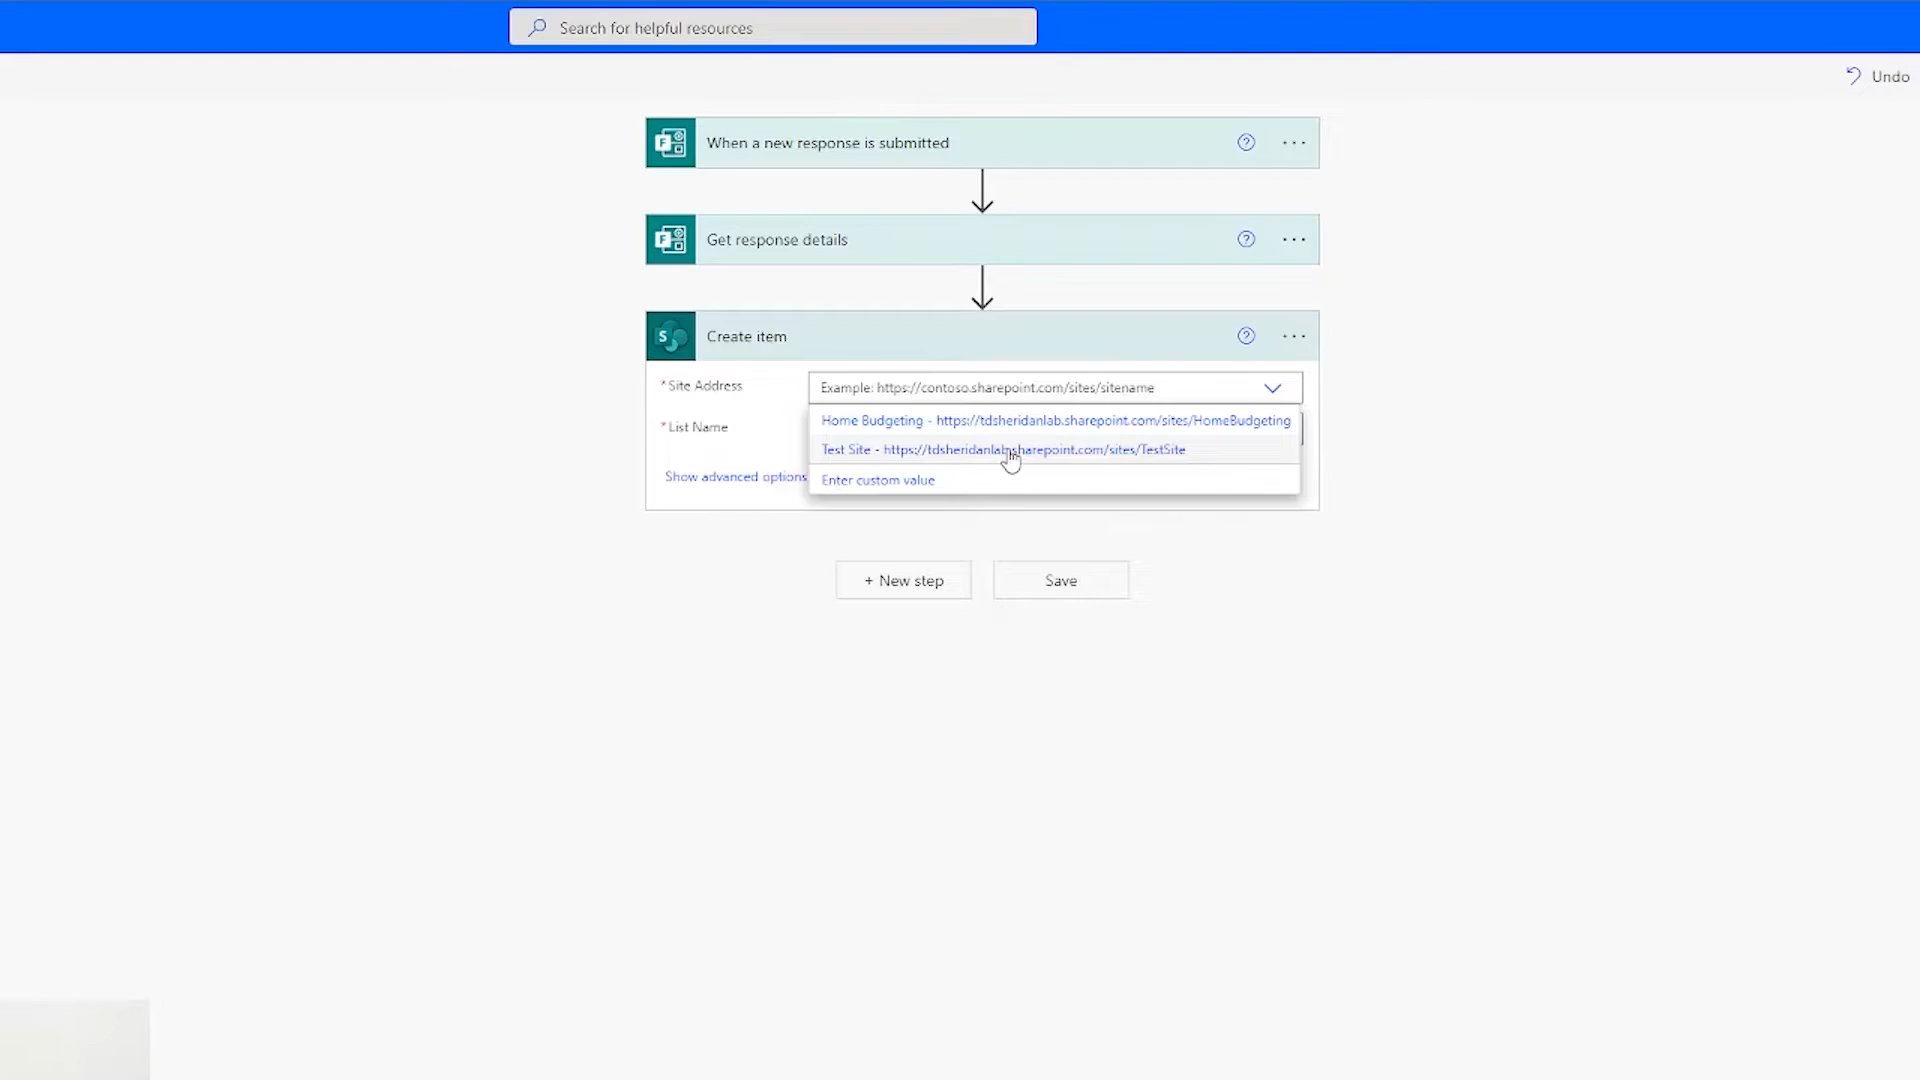 Search for helpful resources
Undo
When a new response is submitted
Get response details
Create item
* Site Address
Example: https://contoso.sharepoint.com/sites/sitename
Home Budgeting - https://tdsheridanlab.sharepoint.com/sites/HomeBudgeting
* List Name
Test Site - https://tdsheridanlab.sharepoint.com/sites/TestSite
Show advanced options
Enter custom value
+ New step
Save